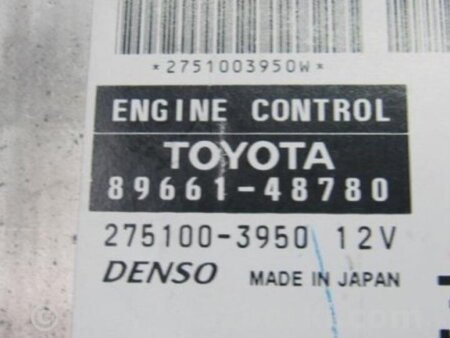 *2751003950W*
ENGINE CONTROL
TOYOTA
89661-48780
275100-3950 12V
DENSO MADE IN JAPAN